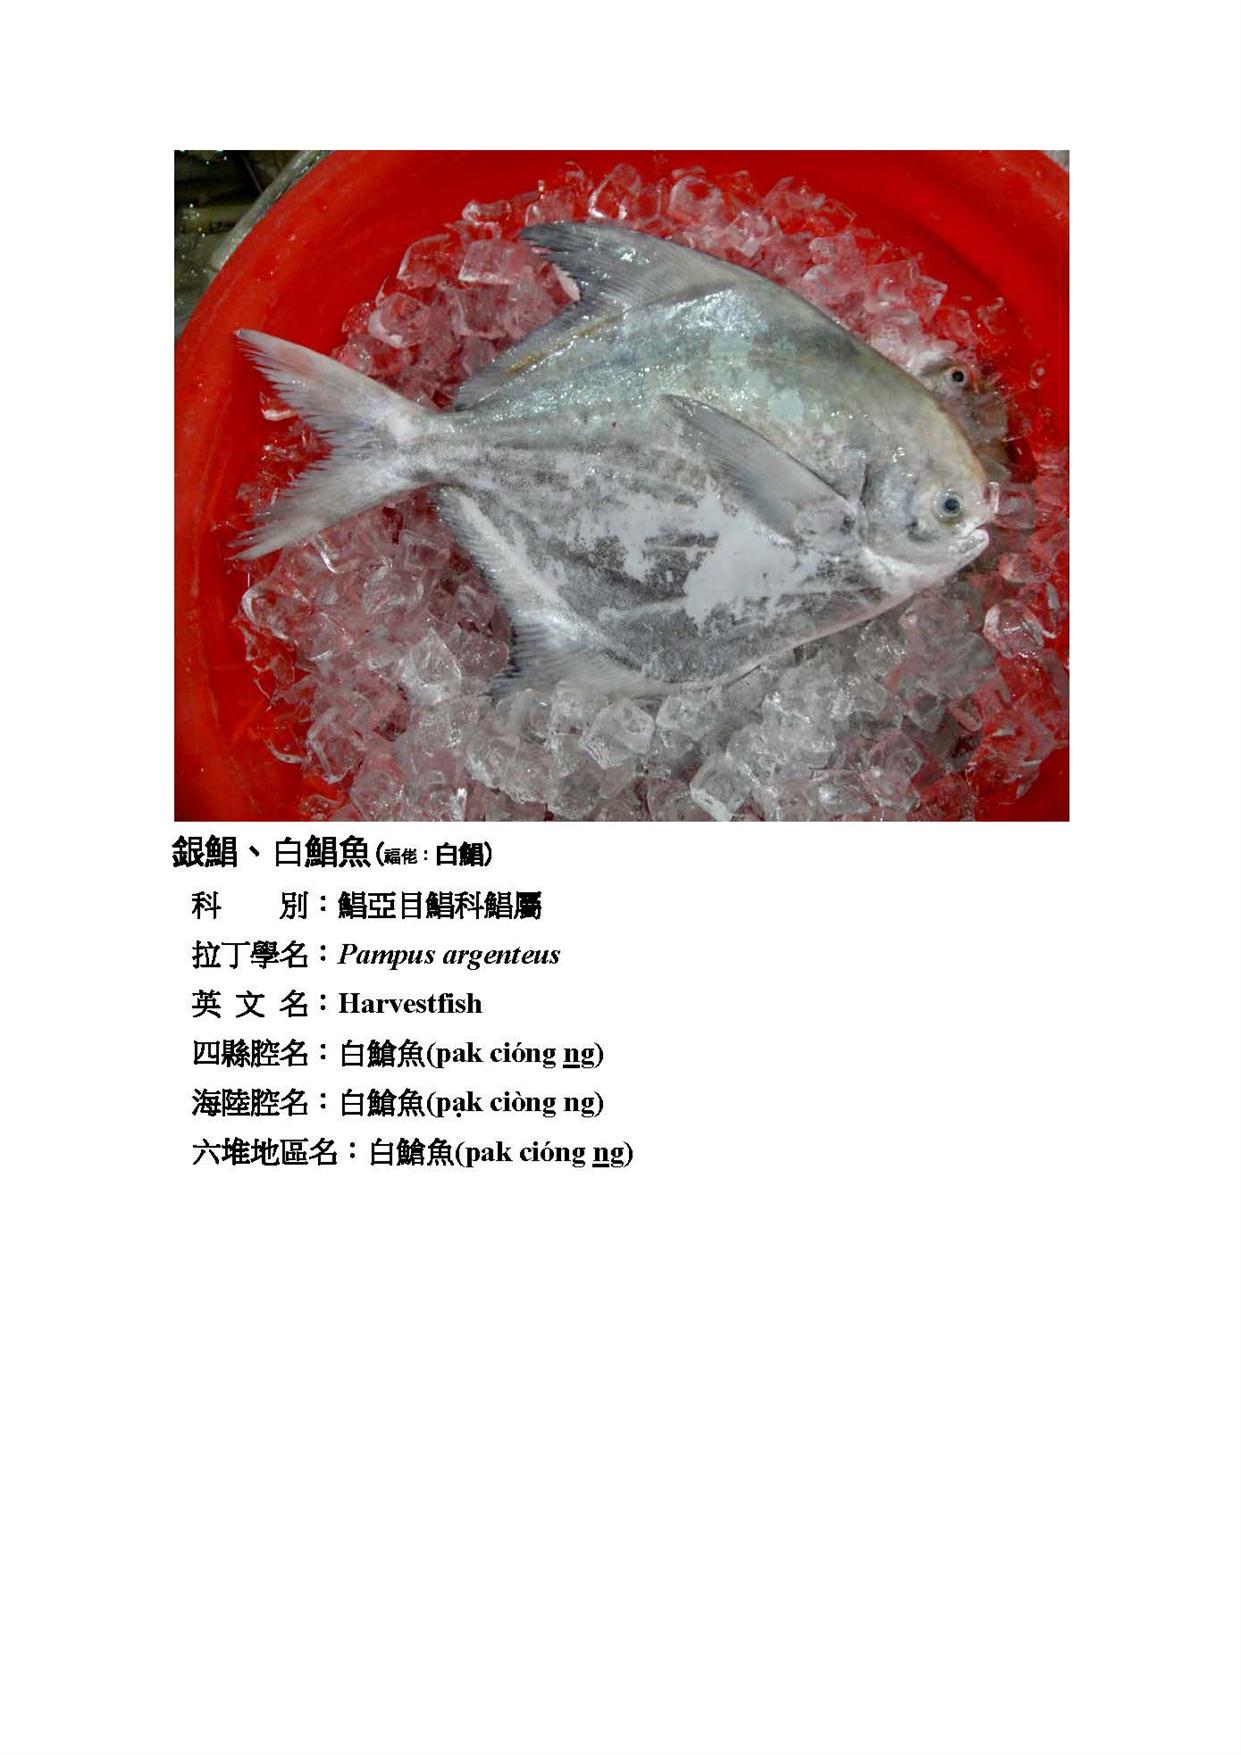 銀鯧、白鯧魚(福佬：白鯧)
科　　別：鯧亞目鯧科鯧屬
拉丁學名：Pampus argenteus
英 文 名：Harvestfish
四縣腔名：白鯧魚(pak cióng ng)
海陸腔名：白鯧魚(pa̠k ciòng ng)
六堆地區名：白鯧魚(pak cióng ng)